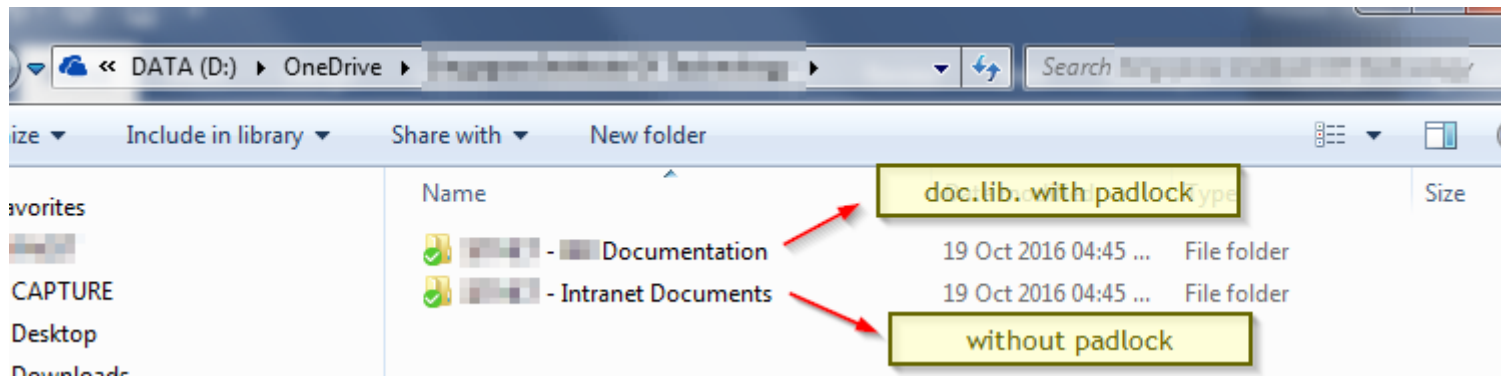 « DATA (D:) OneDrive Search
ize Include in library Share with New folder
Name doc.lib. with padlock Type Size
avorites
- Documentation 19 Oct 2016 04:45 ... File folder
CAPTURE - Intranet Documents 19 Oct 2016 04:45 ... File folder
Desktop without padlock
Downloads